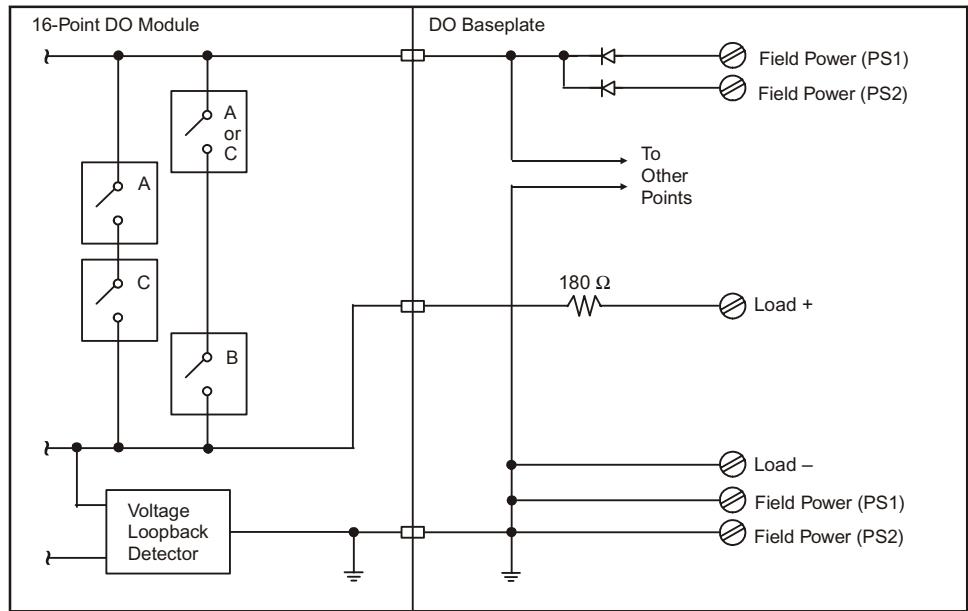 16-Point DO Module
DO Baseplate
Field Power (PS1)
Field Power (PS2)
A
or
C
To
Other
Points
A
C
180 Ω
Load +
B
Load –
Voltage
Loopback
Detector
Field Power (PS1)
Field Power (PS2)